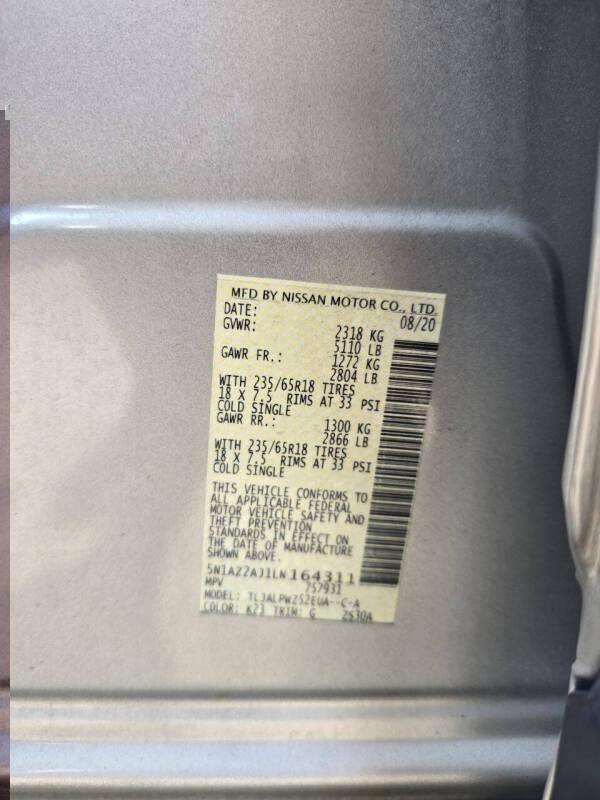 MFD BY NISSAN MOTOR CO., LTD.
DATE: 08/20
GVWR: 2318 KG
5110 LB
GAWR FR.: 1272 KG
2804 LB
WITH 235/65R18 TIRES
18 X 7.5 RIMS AT 33 PSI
COLD SINGLE
GAWR RR.: 1300 KG
2866 LB
WITH 235/65R18 TIRES
18 X 7.5 RIMS AT 33 PSI
COLD SINGLE
THIS VEHICLE CONFORMS TO
ALL APPLICABLE FEDERAL
MOTOR VEHICLE SAFETY AND
THEFT PREVENTION
STANDARDS IN EFFECT ON
THE DATE OF MANUFACTURE
SHOWN ABOVE.
5N1AZ2AJ1LN164311
MPV 757931
MODEL: TLJALPWZ52EUA--C-A
COLOR: K23 TRIM: G 2S30A